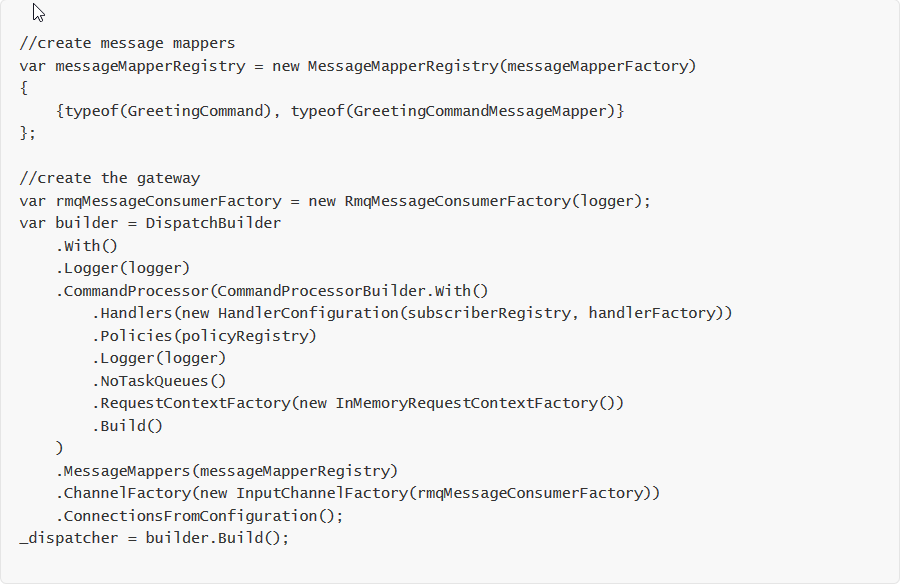 //create message mappers
var messageMapperRegistry = new MessageMapperRegistry(messageMapperFactory)
{
    {typeof(GreetingCommand), typeof(GreetingCommandMessageMapper)}
};

//create the gateway
var rmqMessageConsumerFactory = new RmqMessageConsumerFactory(logger);
var builder = DispatchBuilder
    .With()
    .Logger(logger)
    .CommandProcessor(CommandProcessorBuilder.With()
        .Handlers(new HandlerConfiguration(subscriberRegistry, handlerFactory))
        .Policies(policyRegistry)
        .Logger(logger)
        .NoTaskQueues()
        .RequestContextFactory(new InMemoryRequestContextFactory())
        .Build()
    )
    .MessageMappers(messageMapperRegistry)
    .ChannelFactory(new InputChannelFactory(rmqMessageConsumerFactory))
    .ConnectionsFromConfiguration();
_dispatcher = builder.Build();